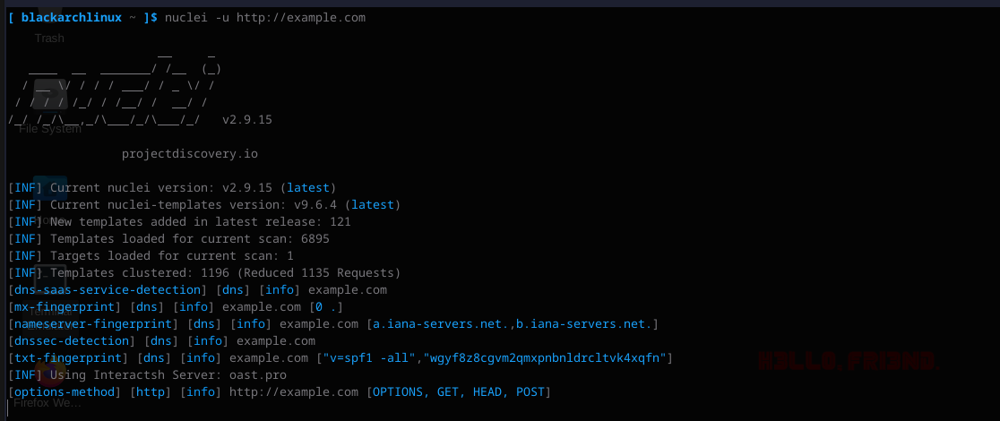 [ blackarchlinux ~ ]$ nuclei -u http://example.com
Trash
                     __     _
   ____  __  _______/ /__  (_)
  / __ \/ / / / ___/ / _ \/ /
 / / / / /_/ / /__/ /  __/ /
/_/ /_/\__,_/\___/_/\___/_/   v2.9.15
File System
projectdiscovery.io
[INF] Current nuclei version: v2.9.15 (latest)
[INF] Current nuclei-templates version: v9.6.4 (latest)
Home
[INF] New templates added in latest release: 121
[INF] Templates loaded for current scan: 6895
[INF] Targets loaded for current scan: 1
[INF] Templates clustered: 1196 (Reduced 1135 Requests)
[dns-saas-service-detection] [dns] [info] example.com
[mx-fingerprint] [dns] [info] example.com [0 .]
Terminal
Emulator
[nameserver-fingerprint] [dns] [info] example.com [a.iana-servers.net.,b.iana-servers.net.]
[dnssec-detection] [dns] [info] example.com
[txt-fingerprint] [dns] [info] example.com ["v=spf1 -all","wgyf8z8cgvm2qmxpnbnldrcltvk4xqfn"]
H3LLO. FRI3ND.
[INF] Using Interactsh Server: oast.pro
[options-method] [http] [info] http://example.com [OPTIONS, GET, HEAD, POST]
Firefox We...